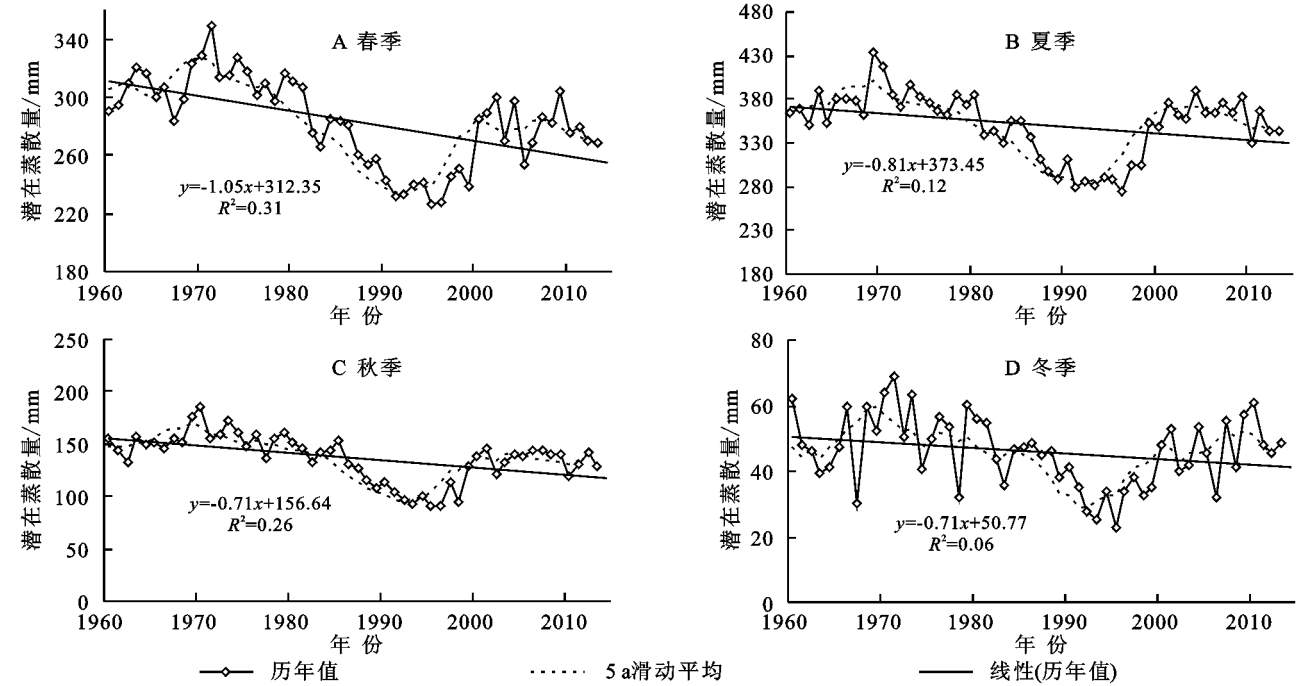 A 春季
潜在蒸散量/mm
340
300
260
220
180
y=-1.05x+312.35
R²=0.31
1960 1970 1980 1990 2000 2010
年 份
B 夏季
潜在蒸散量/mm
480
430
380
330
280
230
180
y=-0.81x+373.45
R²=0.12
1960 1970 1980 1990 2000 2010
年 份
C 秋季
潜在蒸散量/mm
250
200
150
100
50
0
y=-0.71x+156.64
R²=0.26
1960 1970 1980 1990 2000 2010
年 份
D 冬季
潜在蒸散量/mm
80
60
40
20
0
y=-0.71x+50.77
R²=0.06
1960 1970 1980 1990 2000 2010
年 份
历年值 5 a滑动平均 线性(历年值)